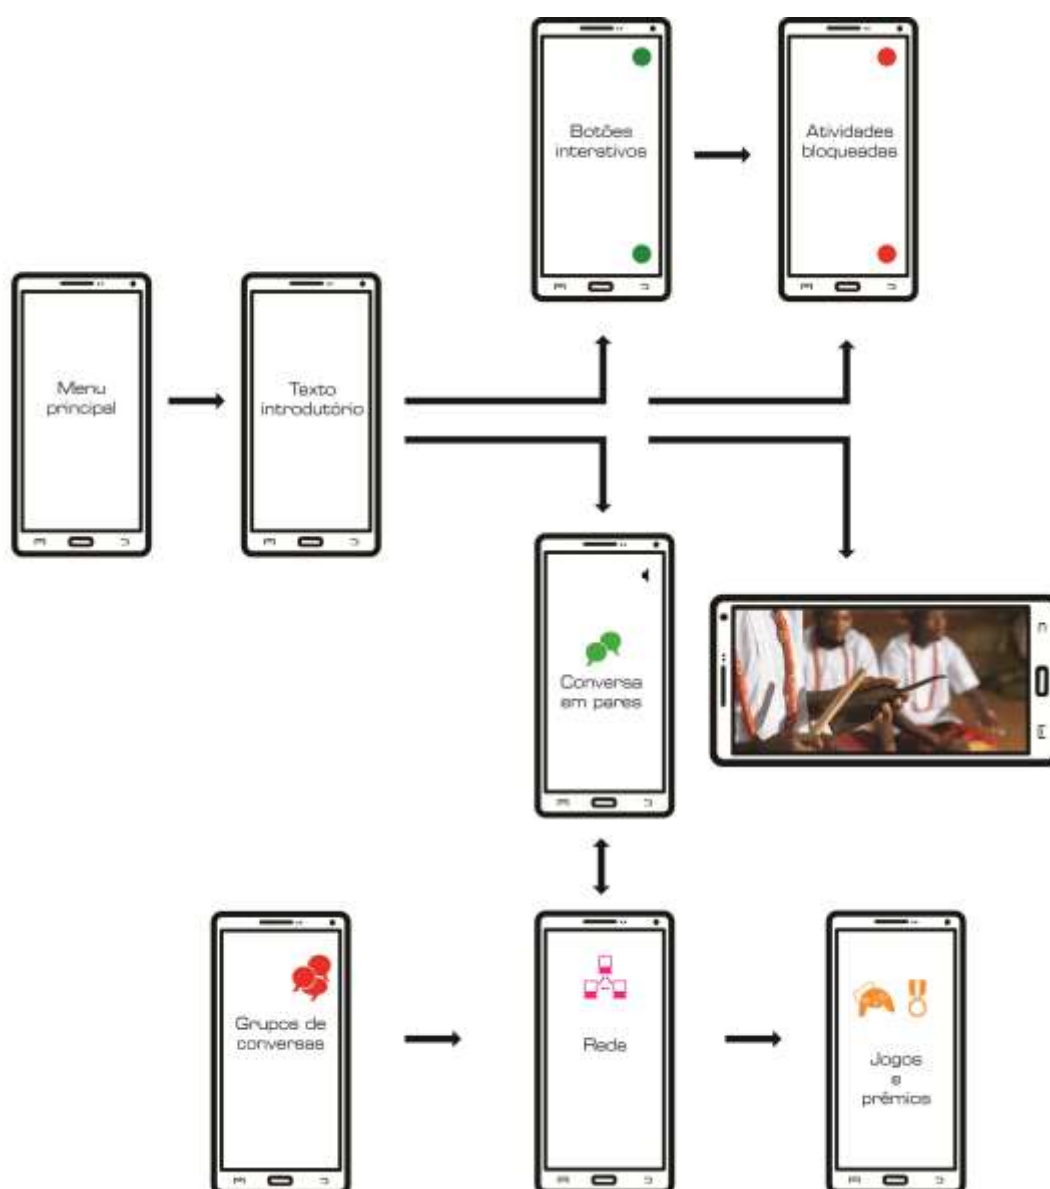 Botões
interativos
Atividades
bloqueadas
Menu
principal
Texto
introdutório
Conversa
em pares
Grupos de
conversas
Rede
Jogos
e
prêmios